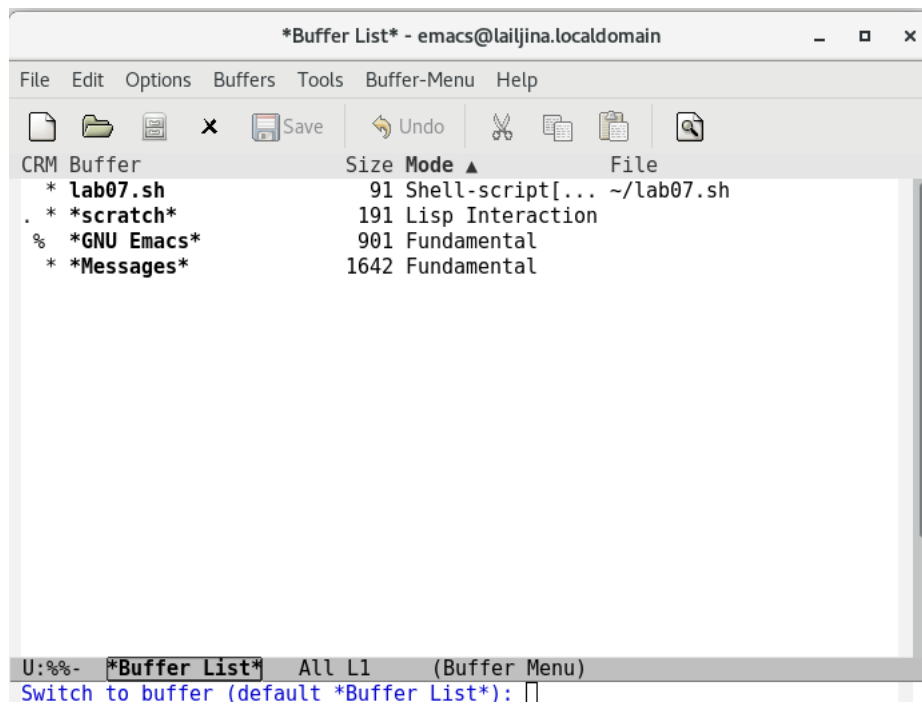 *Buffer List* - emacs@lailjina.localdomain
File Edit Options Buffers Tools Buffer-Menu Help
Save Undo
CRM Buffer Size Mode ▲ File
* lab07.sh 91 Shell-script[... ~/lab07.sh
. * *scratch* 191 Lisp Interaction
% *GNU Emacs* 901 Fundamental
* *Messages* 1642 Fundamental
U:%%- *Buffer List* All L1 (Buffer Menu)
Switch to buffer (default *Buffer List*):